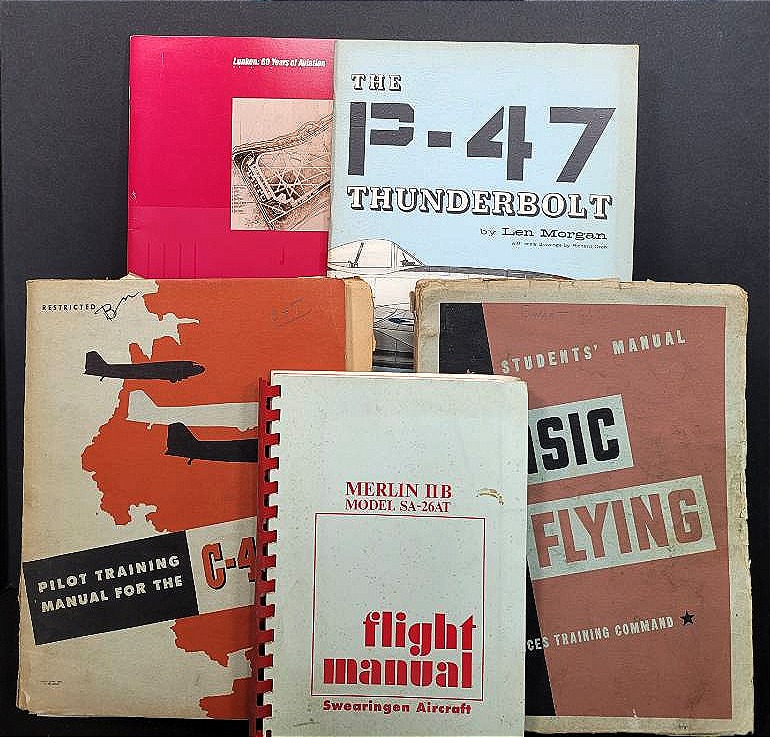 Lunken: 60 Years of Aviation
THE
P-47
THUNDERBOLT
by Len Morgan
RESTRICTED
PILOT TRAINING
MANUAL FOR THE
C-4
STUDENTS' MANUAL
SIC
FLYING
CES TRAINING COMMAND
MERLIN IIB
MODEL SA-26AT
flight
manual
Swearingen Aircraft